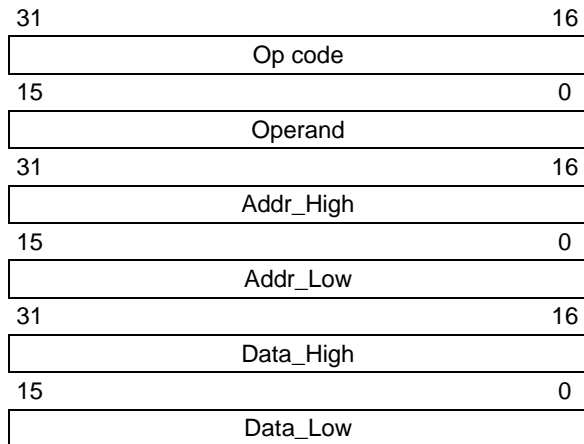 31 16
Op code
15 0
Operand
31 16
Addr_High
15 0
Addr_Low
31 16
Data_High
15 0
Data_Low